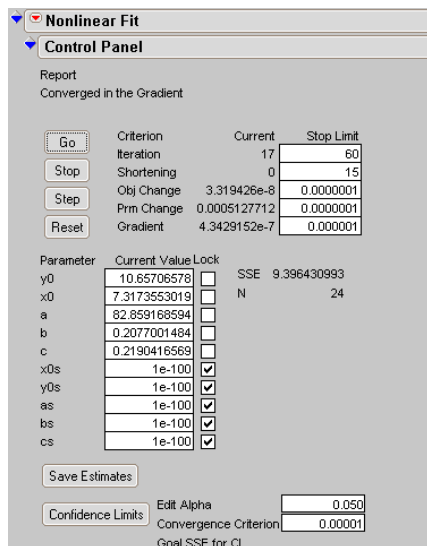 Nonlinear Fit
Control Panel
Report
Converged in the Gradient
Go
Stop
Step
Reset
Criterion Current Stop Limit
Iteration 17 60
Shortening 0 15
Obj Change 3.319426e-8 0.0000001
Prm Change 0.0005127712 0.0000001
Gradient 4.3429152e-7 0.000001
Parameter Current Value Lock
y0 10.65706578
x0 7.3173553019
a 82.859168594
b 0.2077001484
c 0.2190416569
x0s 1e-100
y0s 1e-100
as 1e-100
bs 1e-100
cs 1e-100
SSE 9.396430993
N 24
Save Estimates
Confidence Limits
Edit Alpha 0.050
Convergence Criterion 0.00001
Goal SSE for CL